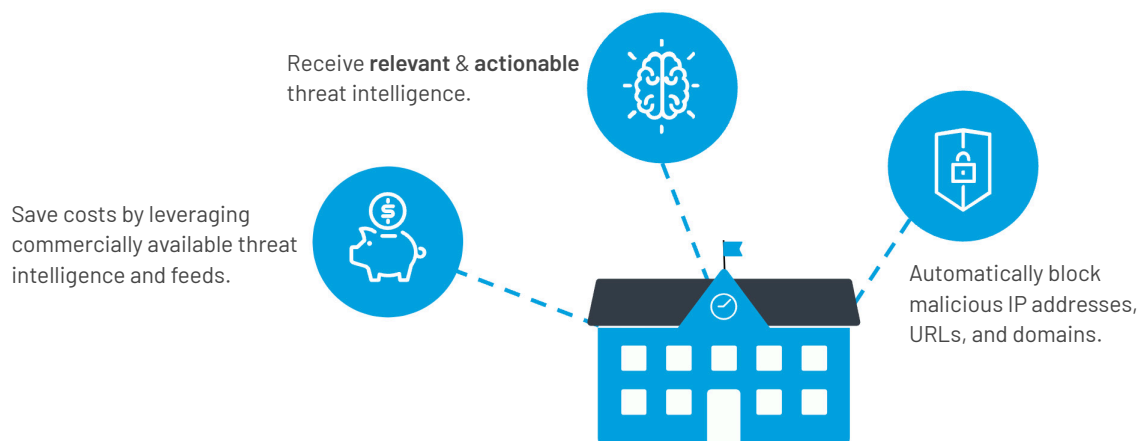 Receive relevant & actionable
threat intelligence.
Save costs by leveraging
commercially available threat
intelligence and feeds.
Automatically block
malicious IP addresses,
URLs, and domains.
$